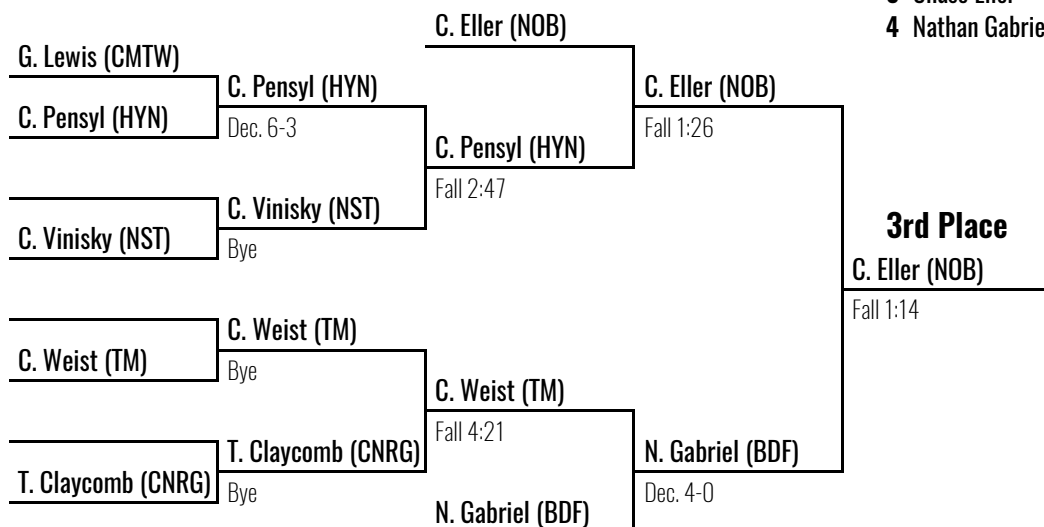 3 Chase Eller
4 Nathan Gabrie
C. Eller (NOB)
G. Lewis (CMTW)
C. Pensyl (HYN)
C. Eller (NOB)
C. Pensyl (HYN)
Dec. 6-3
Fall 1:26
C. Pensyl (HYN)
Fall 2:47
C. Vinisky (NST)
3rd Place
C. Vinisky (NST)
Bye
C. Eller (NOB)
Fall 1:14
C. Weist (TM)
C. Weist (TM)
Bye
C. Weist (TM)
Fall 4:21
T. Claycomb (CNRG)
N. Gabriel (BDF)
T. Claycomb (CNRG)
Bye
Dec. 4-0
N. Gabriel (BDF)